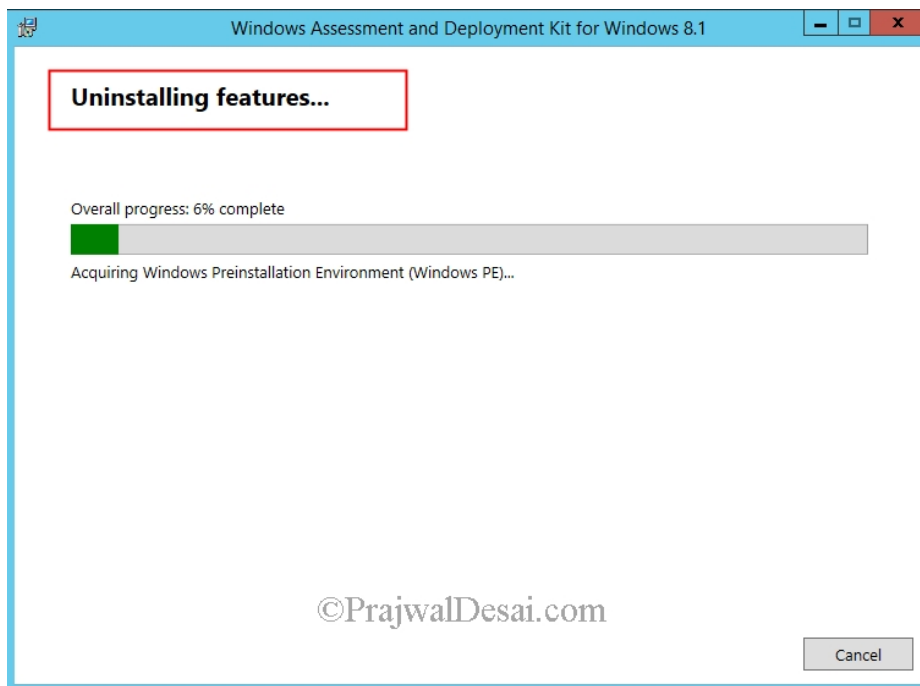 Windows Assessment and Deployment Kit for Windows 8.1
Uninstalling features...
Overall progress: 6% complete
Acquiring Windows Preinstallation Environment (Windows PE)...
©PrajwalDesai.com
Cancel